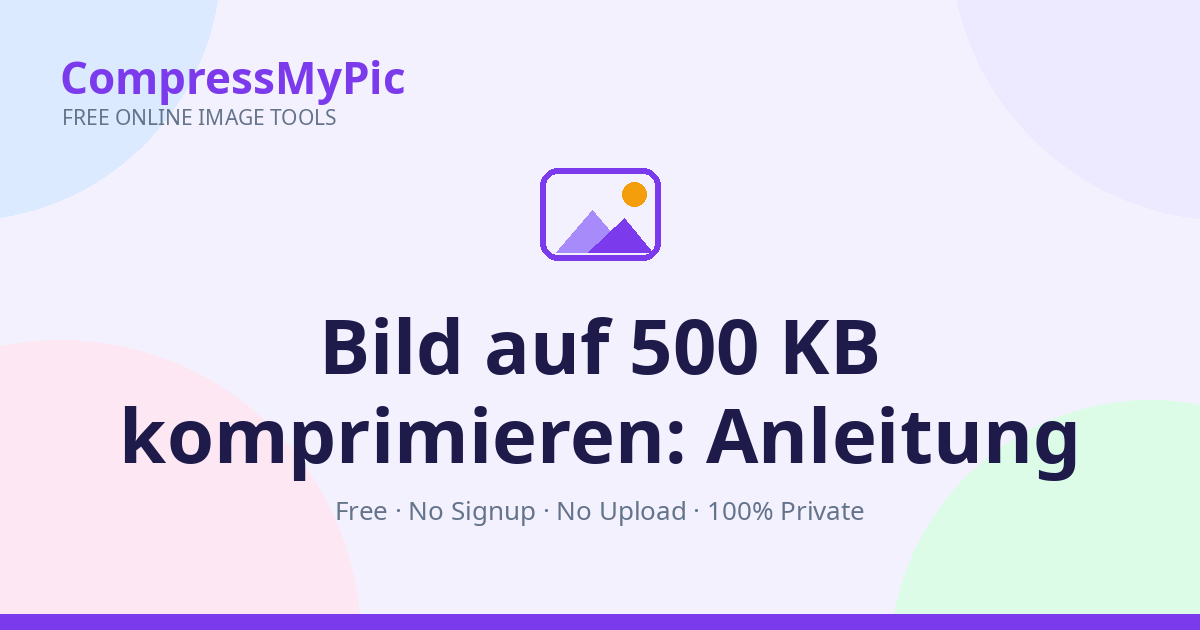 CompressMyPic
FREE ONLINE IMAGE TOOLS
Bild auf 500 KB
komprimieren: Anleitung
Free · No Signup · No Upload · 100% Private